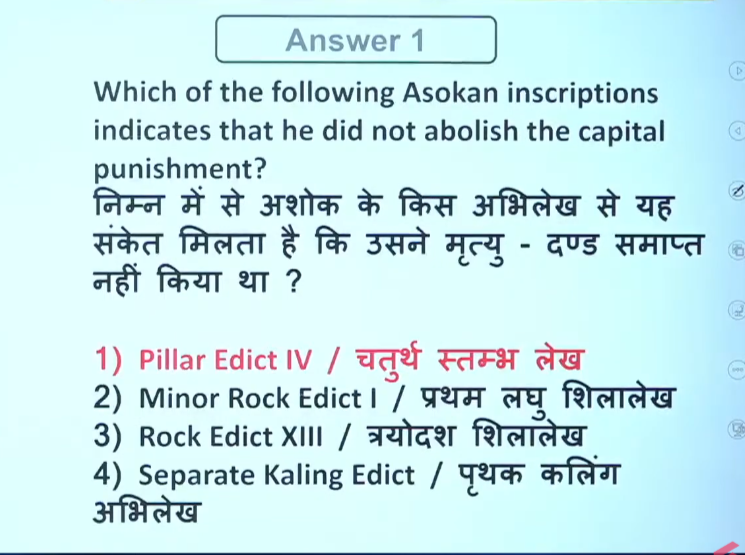 Answer 1
Which of the following Asokan inscriptions
indicates that he did not abolish the capital
punishment?
निम्न में से अशोक के किस अभिलेख से यह
संकेत मिलता है कि उसने मृत्यु - दण्ड समाप्त
नहीं किया था ?
1) Pillar Edict IV / चतुर्थ स्तम्भ लेख
2) Minor Rock Edict I / प्रथम लघु शिलालेख
3) Rock Edict XIII / त्रयोदश शिलालेख
4) Separate Kaling Edict / पृथक कलिंग
अभिलेख